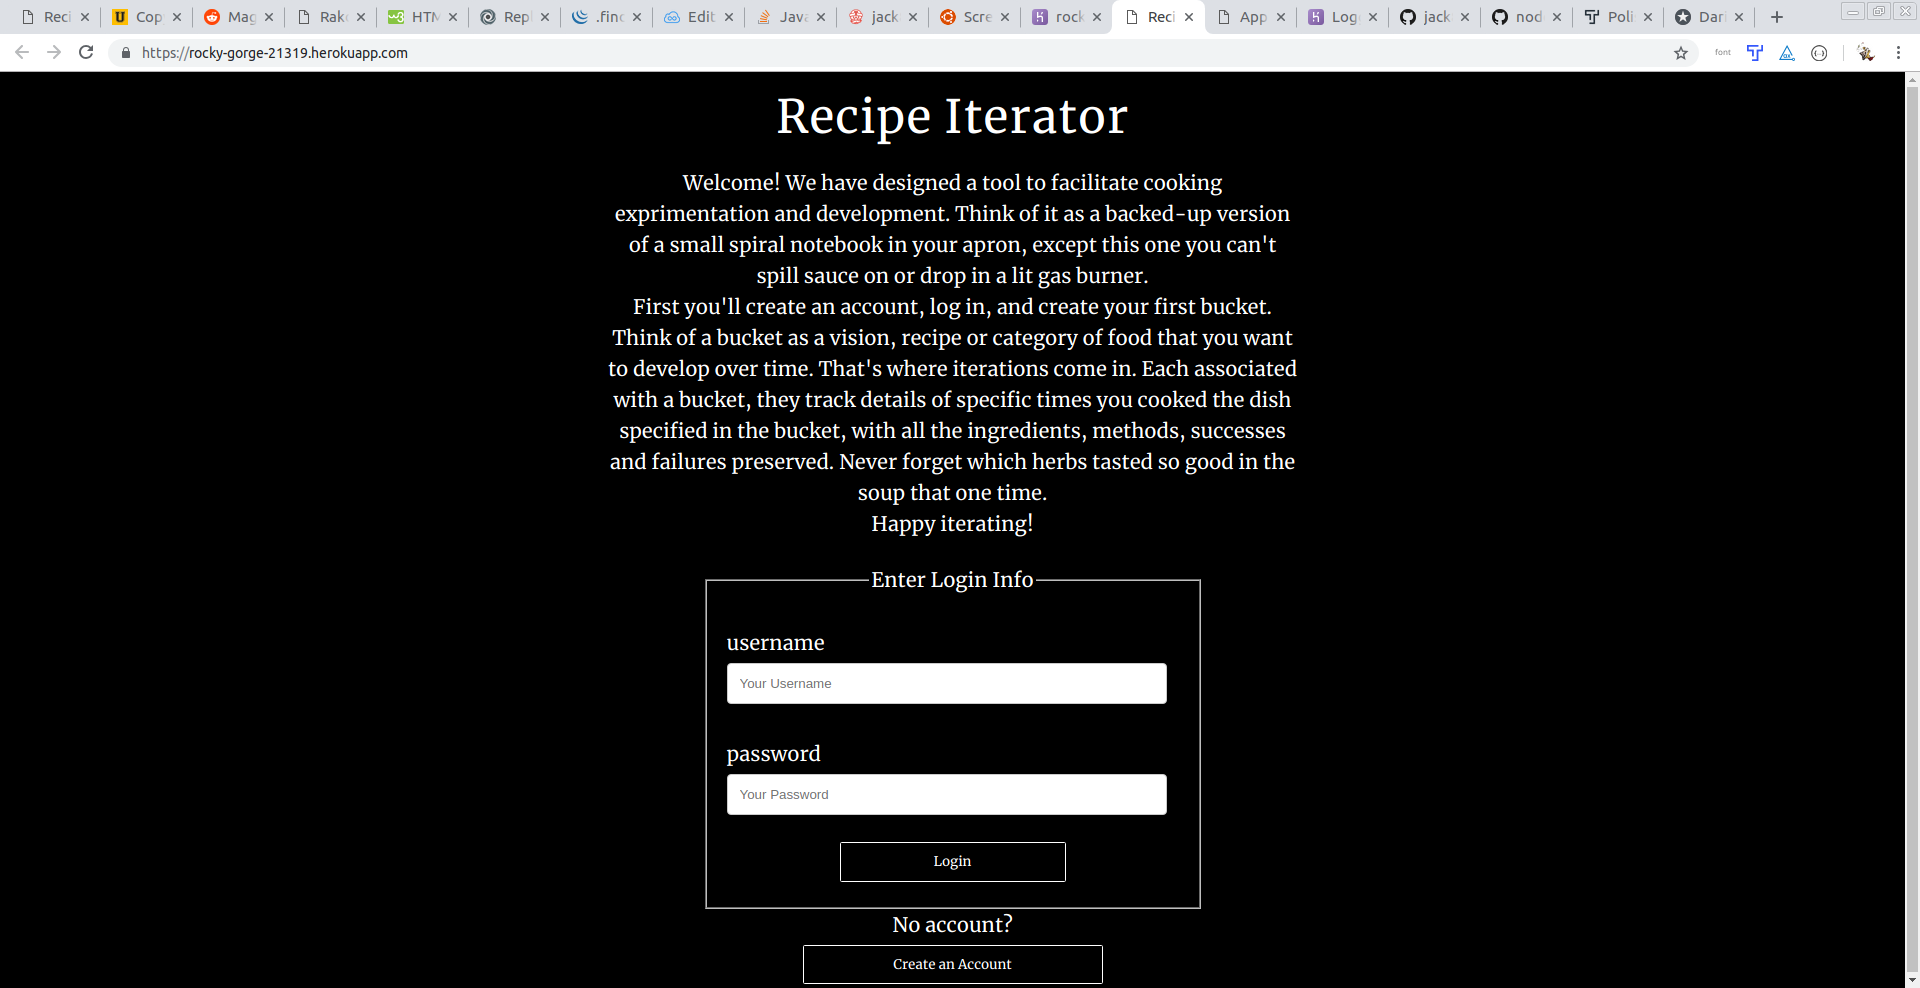 Reci
Cop
Mag
Rak
HTM
Repl
.finc
Edit
Java
jack
Scre
rock
Reci
App
Log
jack
nod
Poli
Dari
https://rocky-gorge-21319.herokuapp.com
font
Recipe Iterator
Welcome! We have designed a tool to facilitate cooking
exprimentation and development. Think of it as a backed-up version
of a small spiral notebook in your apron, except this one you can't
spill sauce on or drop in a lit gas burner.
First you'll create an account, log in, and create your first bucket.
Think of a bucket as a vision, recipe or category of food that you want
to develop over time. That's where iterations come in. Each associated
with a bucket, they track details of specific times you cooked the dish
specified in the bucket, with all the ingredients, methods, successes
and failures preserved. Never forget which herbs tasted so good in the
soup that one time.
Happy iterating!
Enter Login Info
username
Your Username
password
Your Password
Login
No account?
Create an Account